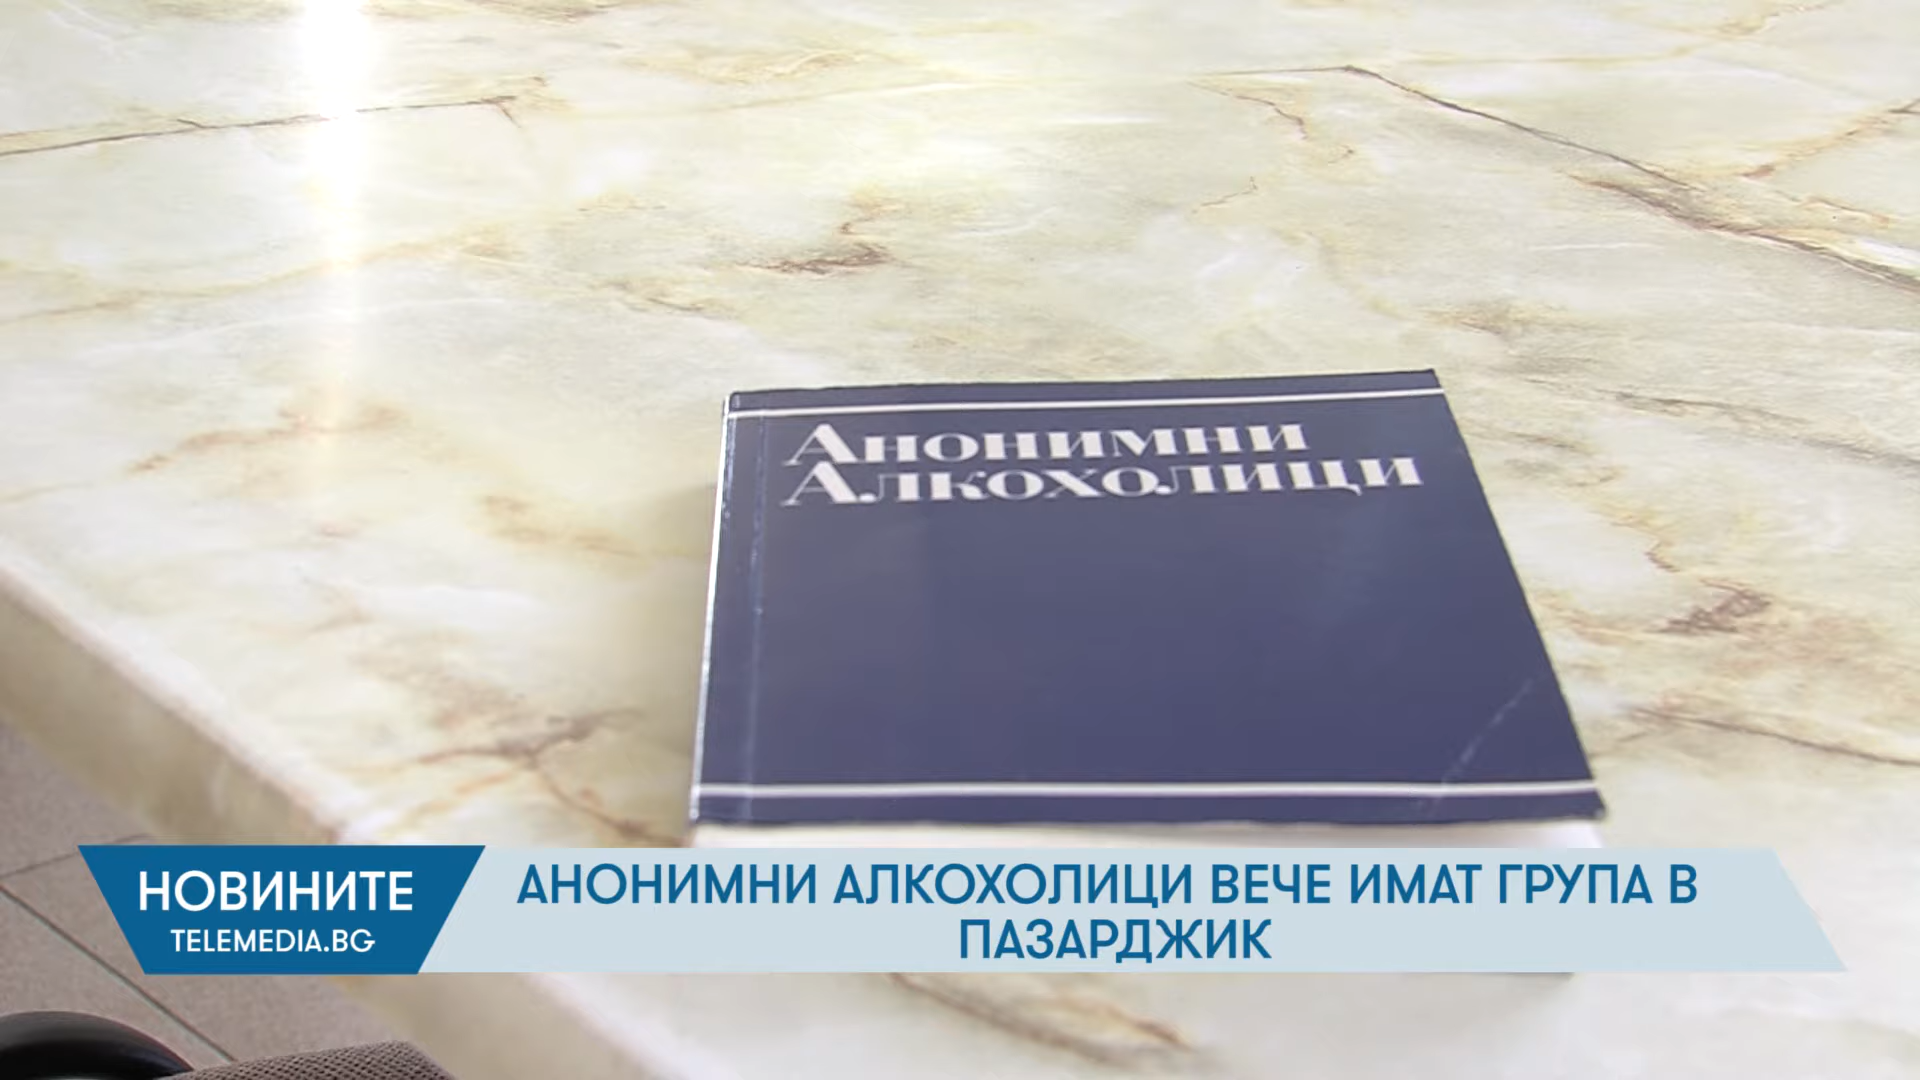 Анонимни
Алкохолици
НОВИНИТЕ
TELEMEDIA.BG
АНОНИМНИ АЛКОХОЛИЦИ ВЕЧЕ ИМАТ ГРУПА В
ПАЗАРДЖИК